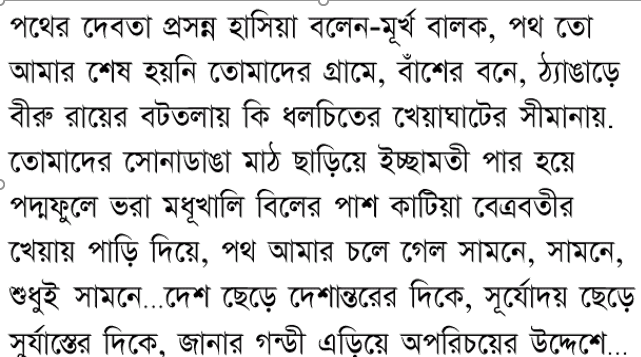 পথের দেবতা প্রসন্ন হাসিয়া বলেন-মূর্খ বালক, পথ তো
আমার শেষ হয়নি তোমাদের গ্রামে, বাঁশের বনে, ঠ্যাঙাড়ে
বীরু রায়ের বটতলায় কি ধলচিতের খেয়াঘাটের সীমানায়.
তোমাদের সোনাডাঙা মাঠ ছাড়িয়ে ইচ্ছামতী পার হয়ে
পদ্মফুলে ভরা মধূখালি বিলের পাশ কাটিয়া বেত্রবতীর
খেয়ায় পাড়ি দিয়ে, পথ আমার চলে গেল সামনে, সামনে,
শুধুই সামনে...দেশ ছেড়ে দেশান্তরের দিকে, সূর্যোদয় ছেড়ে
সূর্যাস্তের দিকে, জানার গন্ডী এড়িয়ে অপরিচয়ের উদ্দেশে...